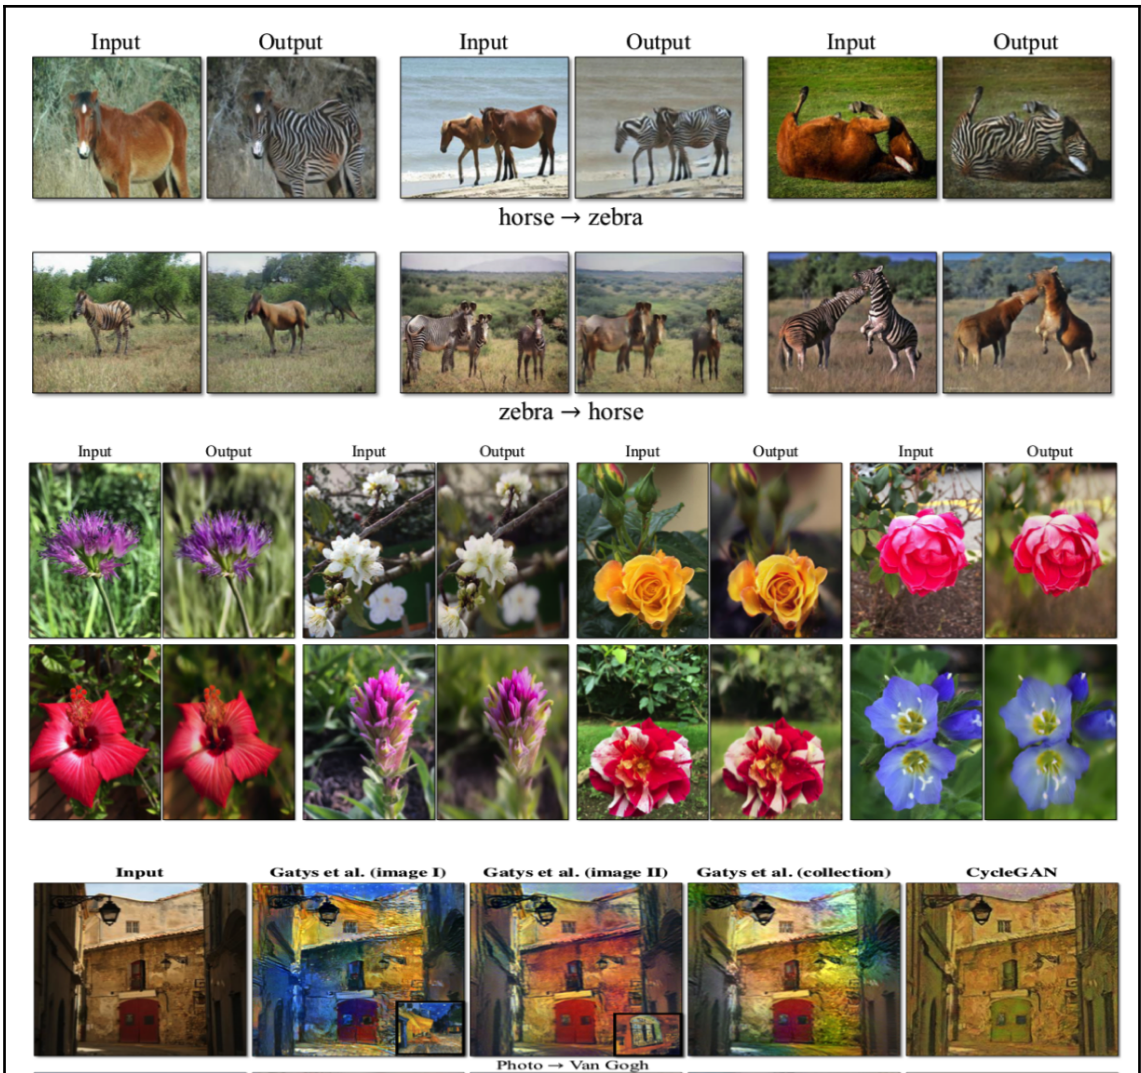 Input Output Input Output Input Output
horse → zebra
zebra → horse
Input Output Input Output Input Output Input Output
Input Gatys et al. (image I) Gatys et al. (image II) Gatys et al. (collection) CycleGAN
Photo → Van Gogh